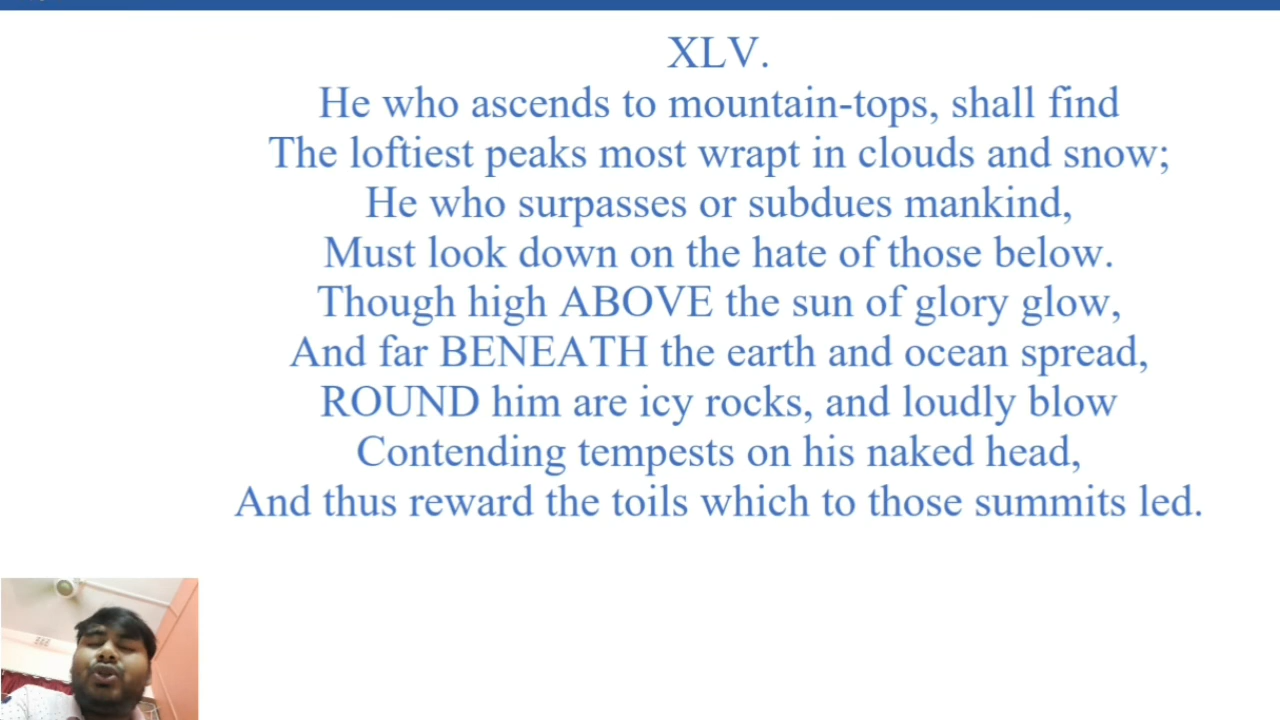 XLV.
He who ascends to mountain-tops, shall find
The loftiest peaks most wrapt in clouds and snow;
He who surpasses or subdues mankind,
Must look down on the hate of those below.
Though high ABOVE the sun of glory glow,
And far BENEATH the earth and ocean spread,
ROUND him are icy rocks, and loudly blow
Contending tempests on his naked head,
And thus reward the toils which to those summits led.